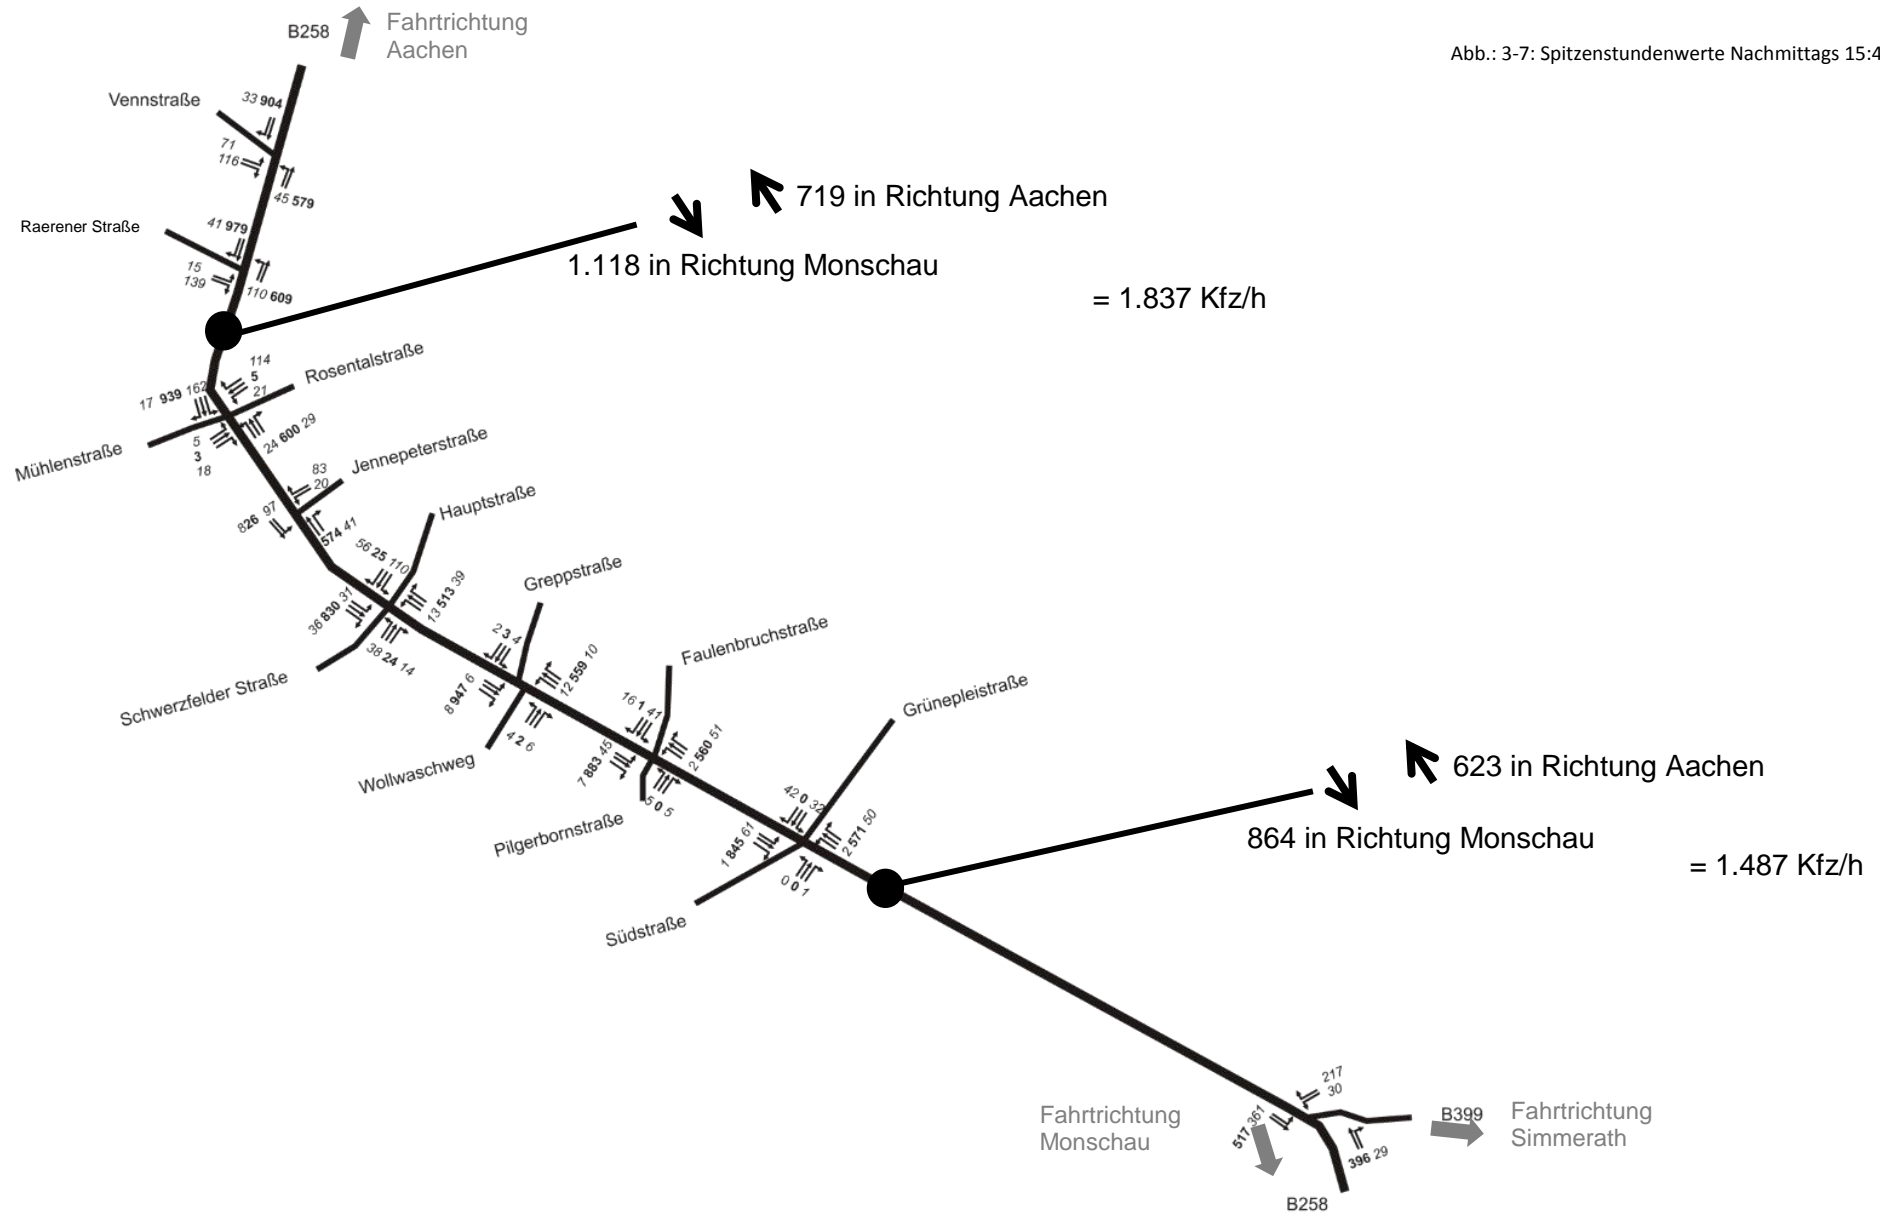 B258
Fahrtrichtung
Aachen
Abb.: 3-7: Spitzenstundenwerte Nachmittags 15:4
Vennstraße
33 904
71
116
45 579
Raerener Straße
41 979
15
139
110 609
719 in Richtung Aachen
1.118 in Richtung Monschau
= 1.837 Kfz/h
Rosentalstraße
114
5
21
17 939 162
Mühlenstraße
5
3
18
24 600 29
Jennepeterstraße
83
20
826 97
574 41
Hauptstraße
56 25 110
13 513 39
36 830 31
38 24 14
Schwerzfelder Straße
Greppstraße
2 3 4
12 559 10
8 947 6
4 2 6
Wollwaschweg
Faulenbruchstraße
16 1 41
2 560 51
7 883 45
5 0 5
Pilgerbornstraße
Grünepleistraße
42 0 32
2 571 50
1 845 61
0 0 1
Südstraße
623 in Richtung Aachen
864 in Richtung Monschau
= 1.487 Kfz/h
217
30
517 361
396 29
Fahrtrichtung
Monschau
B399
Fahrtrichtung
Simmerath
B258